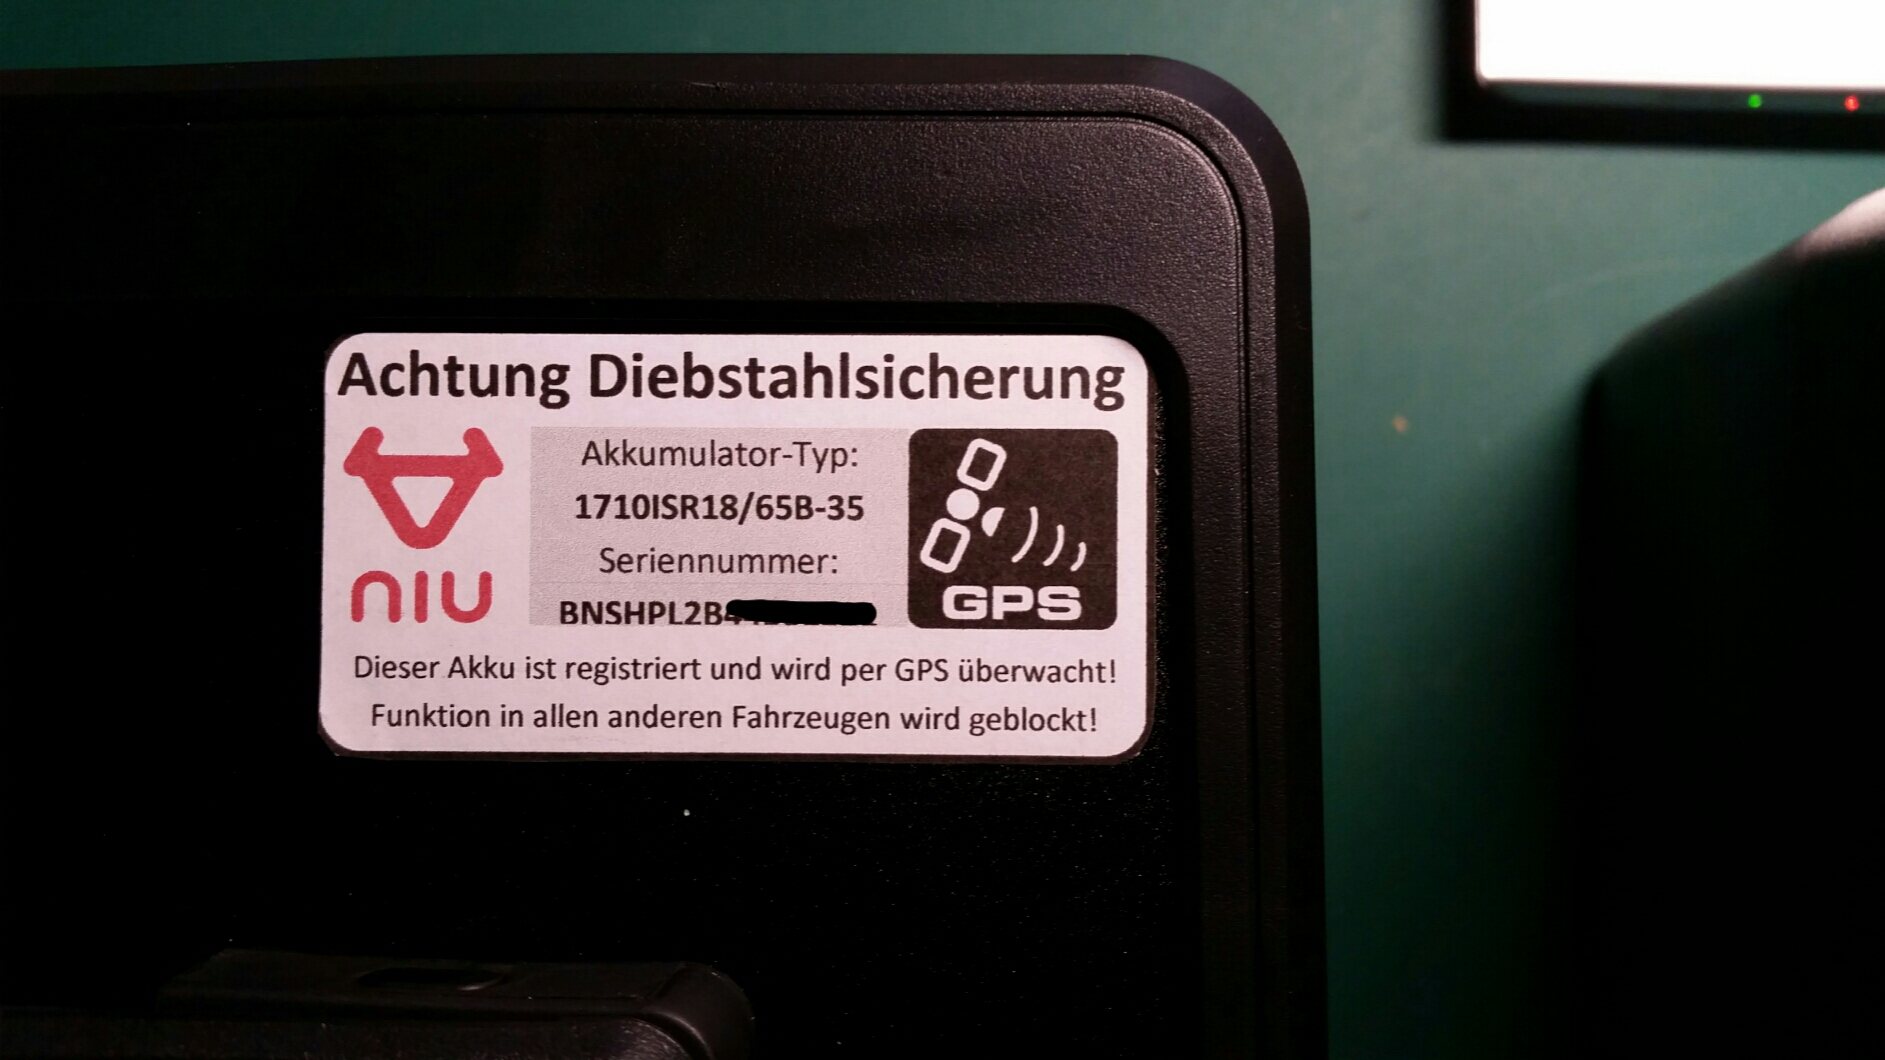 Achtung Diebstahlsicherung
Akkumulator-Typ:
1710ISR18/65B-35
Seriennummer:
BNSHPL2B
niu
GPS
Dieser Akku ist registriert und wird per GPS überwacht!
Funktion in allen anderen Fahrzeugen wird geblockt!